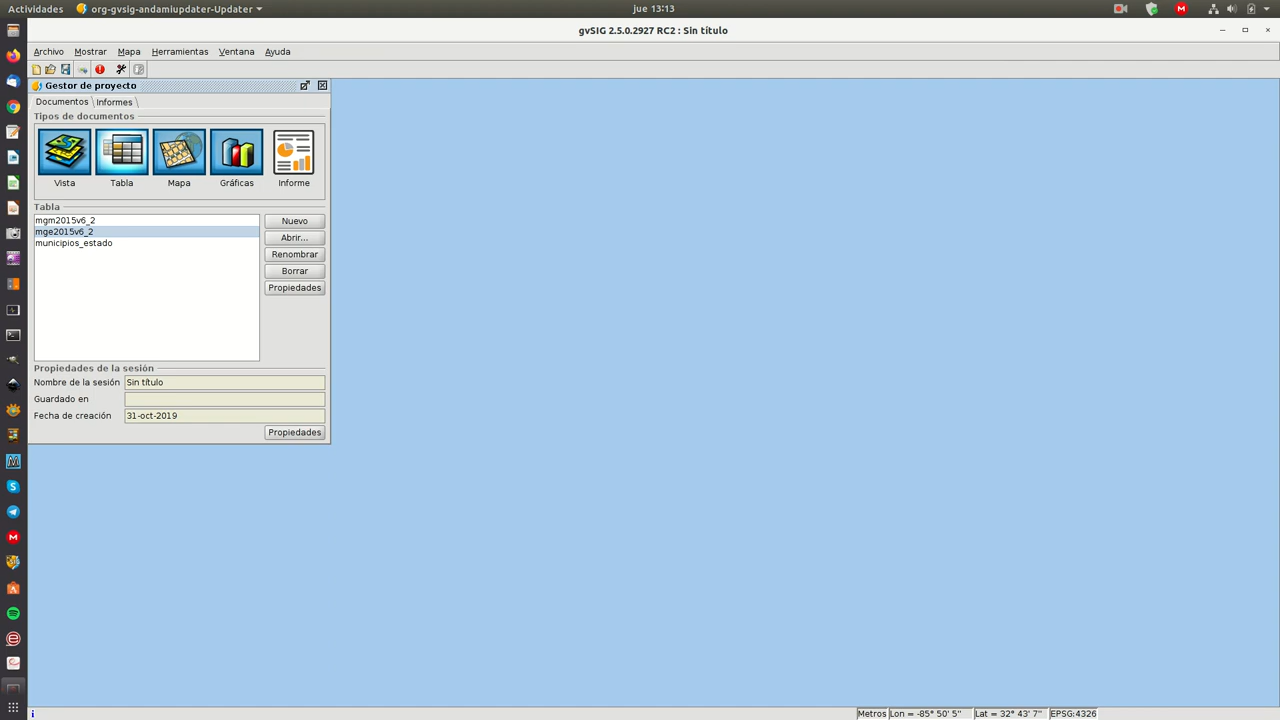 Actividades org-gvsig-andamiupdater-Updater jue 13:13
gvSIG 2.5.0.2927 RC2 : Sin título
Archivo Mostrar Mapa Herramientas Ventana Ayuda
Gestor de proyecto
Documentos Informes
Tipos de documentos
Vista Tabla Mapa Gráficas Informe
Tabla
mgm2015v6_2
mge2015v6_2
municipios_estado
Nuevo
Abrir...
Renombrar
Borrar
Propiedades
Propiedades de la sesión
Nombre de la sesión Sin título
Guardado en
Fecha de creación 31-oct-2019
Propiedades
Metros Lon = -85° 50' 5'' Lat = 32° 43' 7'' EPSG:4326